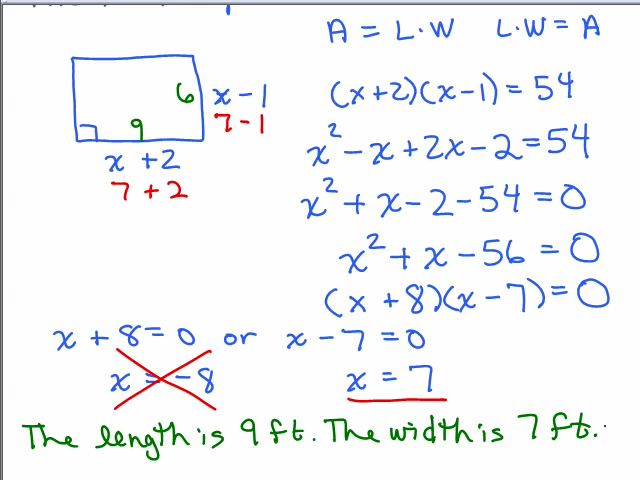 A = L·W    L·W = A
6  x − 1    (x+2)(x−1) = 54
9  7 − 1
x + 2    x² − x + 2x − 2 = 54
7 + 2    x² + x − 2 − 54 = 0
x² + x − 56 = 0
(x + 8)(x − 7) = 0
x + 8 = 0  or  x − 7 = 0
x = −8    x = 7
The length is 9 ft. The width is 7 ft.